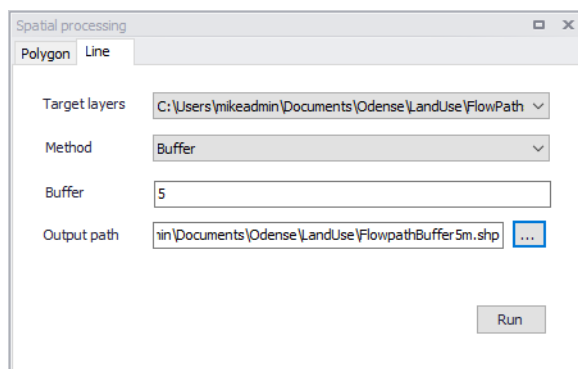 Spatial processing
Polygon Line
Target layers C:\Users\mikeadmin\Documents\Odense\LandUse\FlowPath
Method Buffer
Buffer 5
Output path in\Documents\Odense\LandUse\FlowpathBuffer5m.shp ...
Run